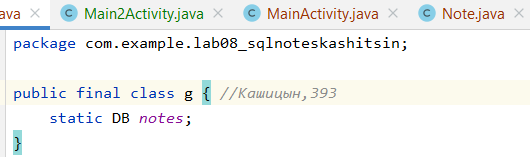 ava × Main2Activity.java × MainActivity.java × Note.java
package com.example.lab08_sqlnoteskashitsin;
public final class g { //Кашицын,393
static DB notes;
}